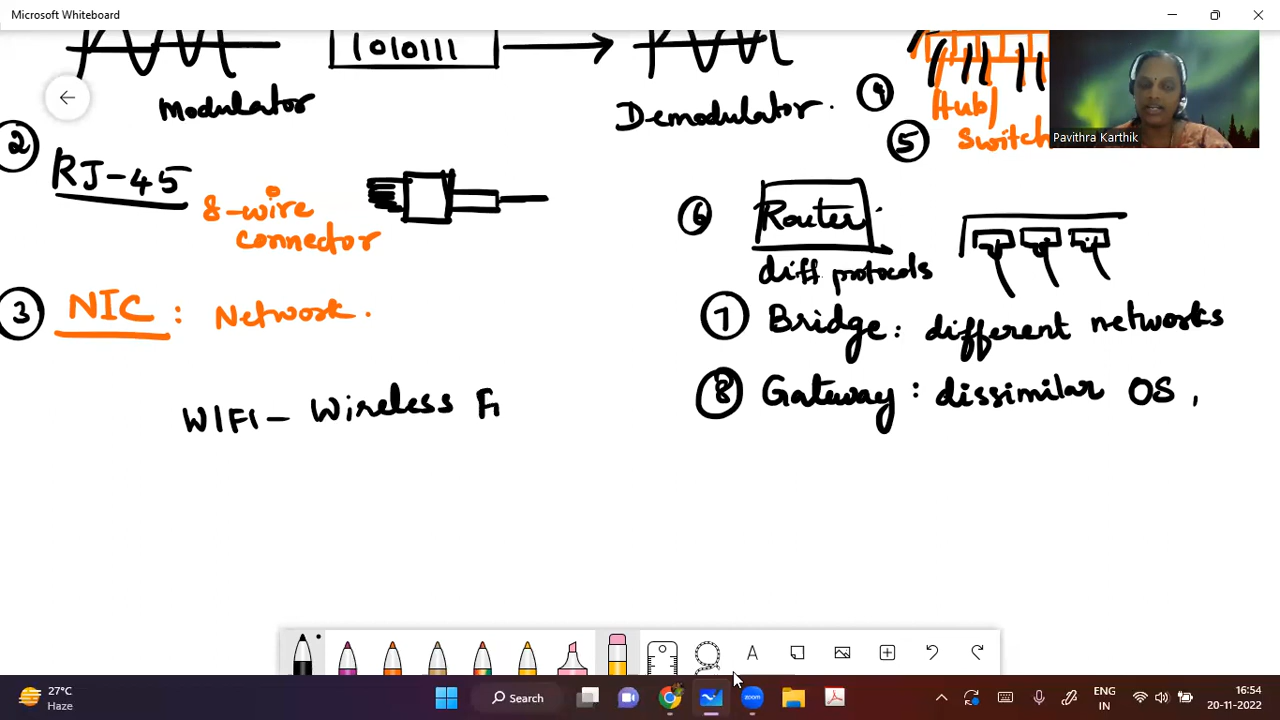 Microsoft Whiteboard
1010111
Modulator
Demodulator.
2
RJ-45
8-wire
connector
3 NIC : Network.
WIFI- Wireless Fi
4 Hub/
5 Switch
Pavithra Karthik
6 Router
diff protocols
7 Bridge: different networks
8 Gateway: dissimilar OS,
A
27°C
Haze
Search
zoom
ENG
IN
16:54
20-11-2022